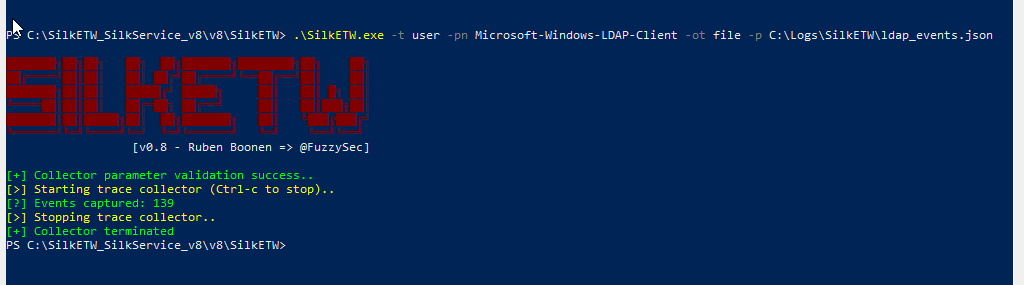 PS C:\SilkETW_SilkService_v8\v8\SilkETW> .\SilkETW.exe -t user -pn Microsoft-Windows-LDAP-Client -ot file -p C:\Logs\SilkETW\ldap_events.json
SILKETW
[v0.8 - Ruben Boonen => @FuzzySec]
[+] Collector parameter validation success..
[>] Starting trace collector (Ctrl-c to stop)..
[?] Events captured: 139
[>] Stopping trace collector..
[+] Collector terminated
PS C:\SilkETW_SilkService_v8\v8\SilkETW>